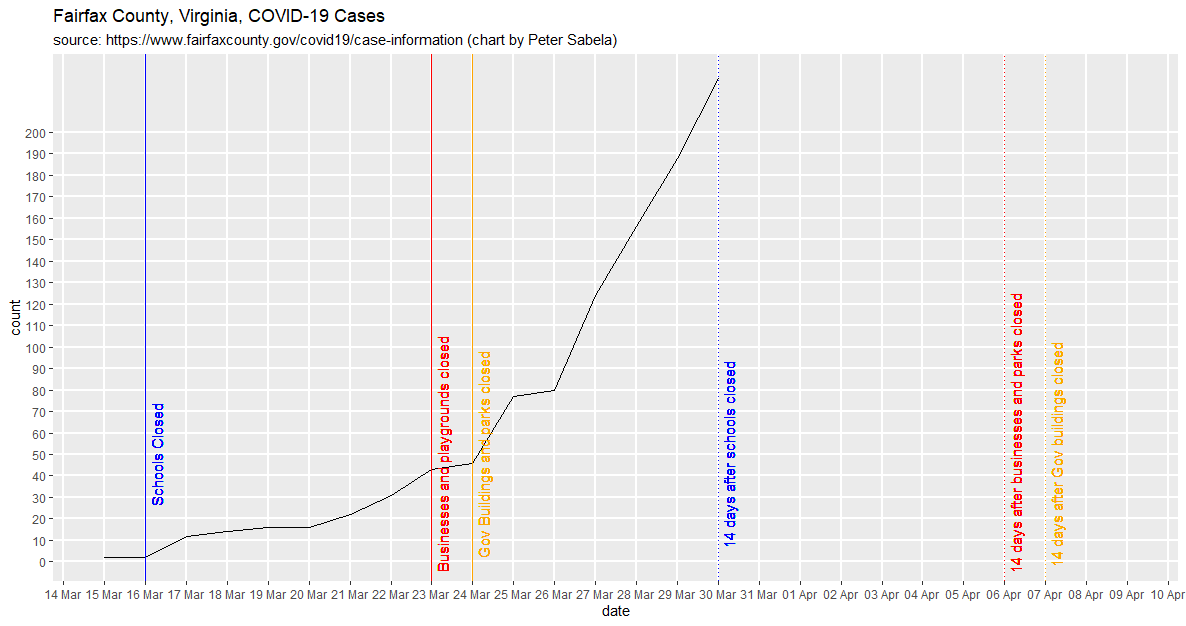 Fairfax County, Virginia, COVID-19 Cases
source: https://www.fairfaxcounty.gov/covid19/case-information (chart by Peter Sabela)
200
190
180
170
160
150
140
130
120
110
100
90
80
70
60
50
40
30
20
10
0
count
Schools Closed
Businesses and playgrounds closed
Gov Buildings and parks closed
14 days after schools closed
14 days after businesses and parks closed
14 days after Gov buildings closed
14 Mar 15 Mar 16 Mar 17 Mar 18 Mar 19 Mar 20 Mar 21 Mar 22 Mar 23 Mar 24 Mar 25 Mar 26 Mar 27 Mar 28 Mar 29 Mar 30 Mar 31 Mar 01 Apr 02 Apr 03 Apr 04 Apr 05 Apr 06 Apr 07 Apr 08 Apr 09 Apr 10 Apr
date